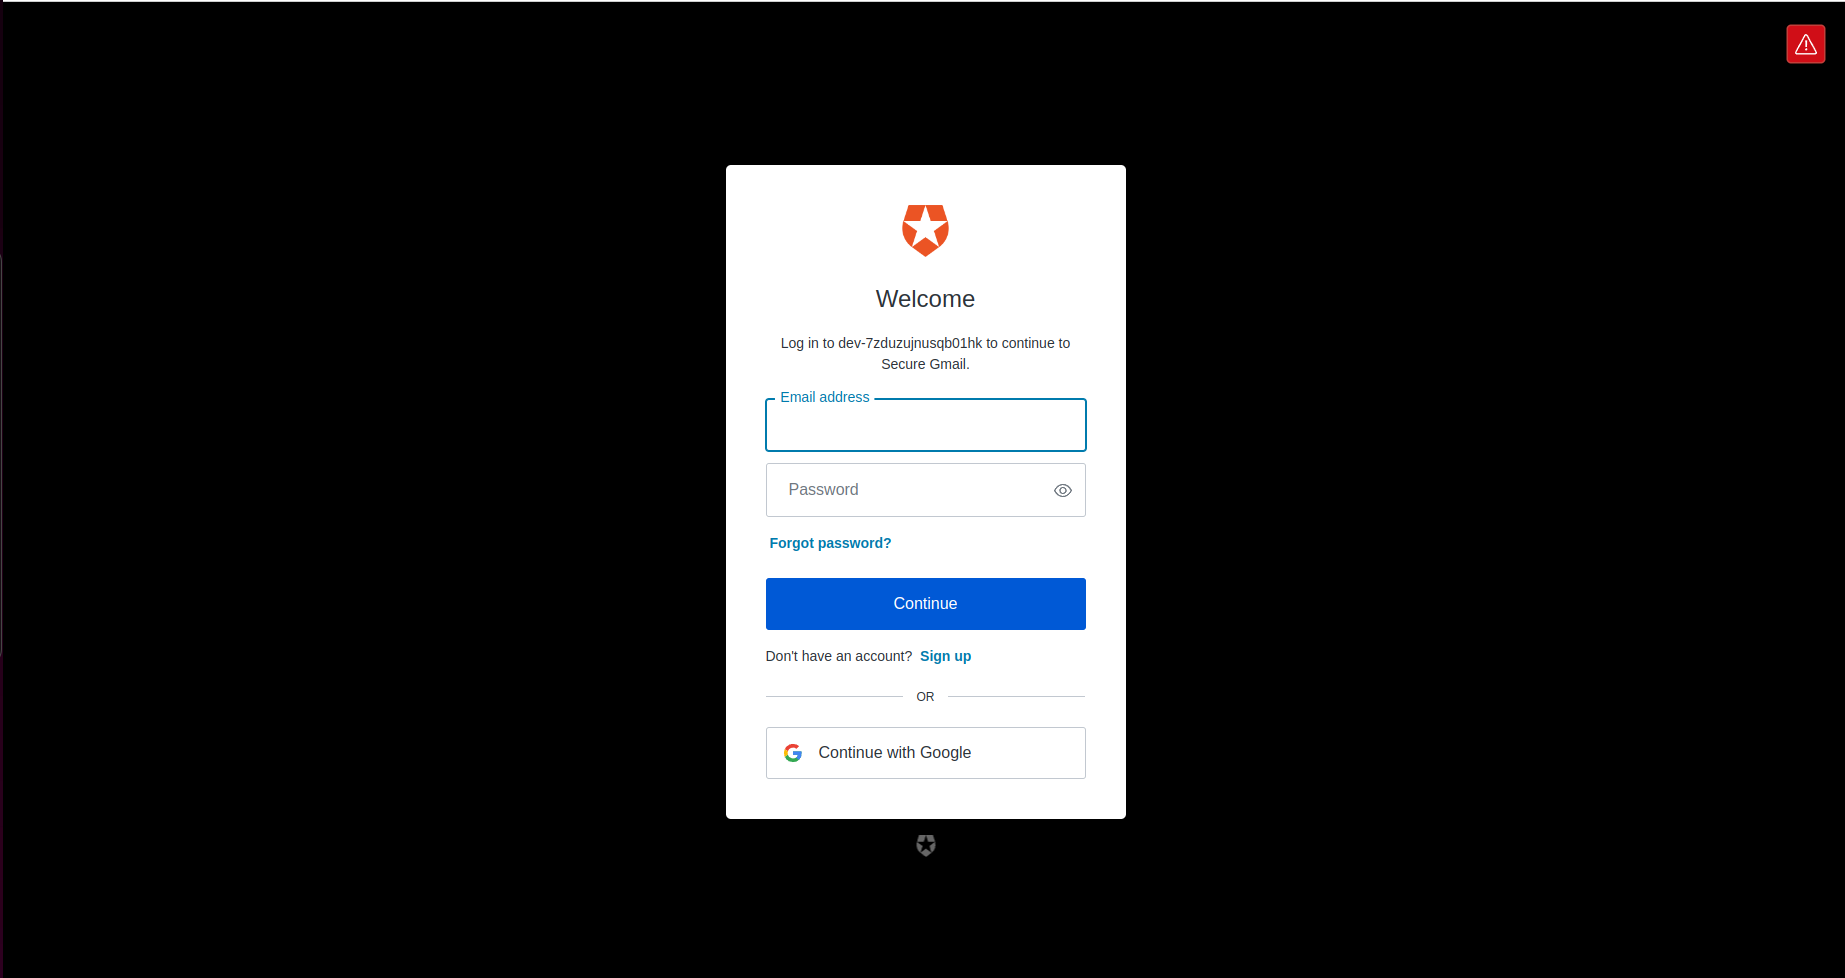 Welcome
Log in to dev-7zduzujnusqb01hk to continue to
Secure Gmail.
Email address
Password
Forgot password?
Continue
Don't have an account? Sign up
OR
Continue with Google